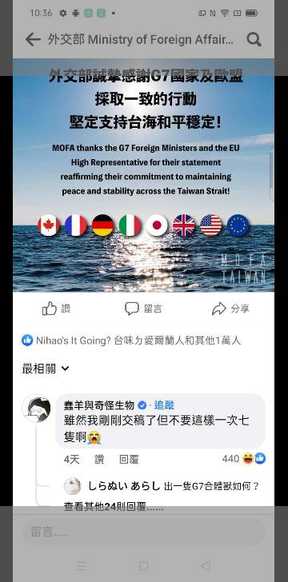 10:36
外交部 Ministry of Foreign Affair...
外交部誠摯感謝G7國家及歐盟
採取一致的行動
堅定支持台海和平穩定!
MOFA thanks the G7 Foreign Ministers and the EU
High Representative for their statement
reaffirming their commitment to maintaining
peace and stability across the Taiwan Strait!
MOFA
TAIWAN
讚 留言 分享
Nihao's It Going? 台味ㄉ愛爾蘭人和其他1萬人
最相關
蠢羊與奇怪生物 · 追蹤
雖然我剛剛交稿了但不要這樣一次七
隻啊
4天 讚 回覆 440
しらぬい あらし 出一隻G7合體獸如何？
查看其他24則回覆......
留言......